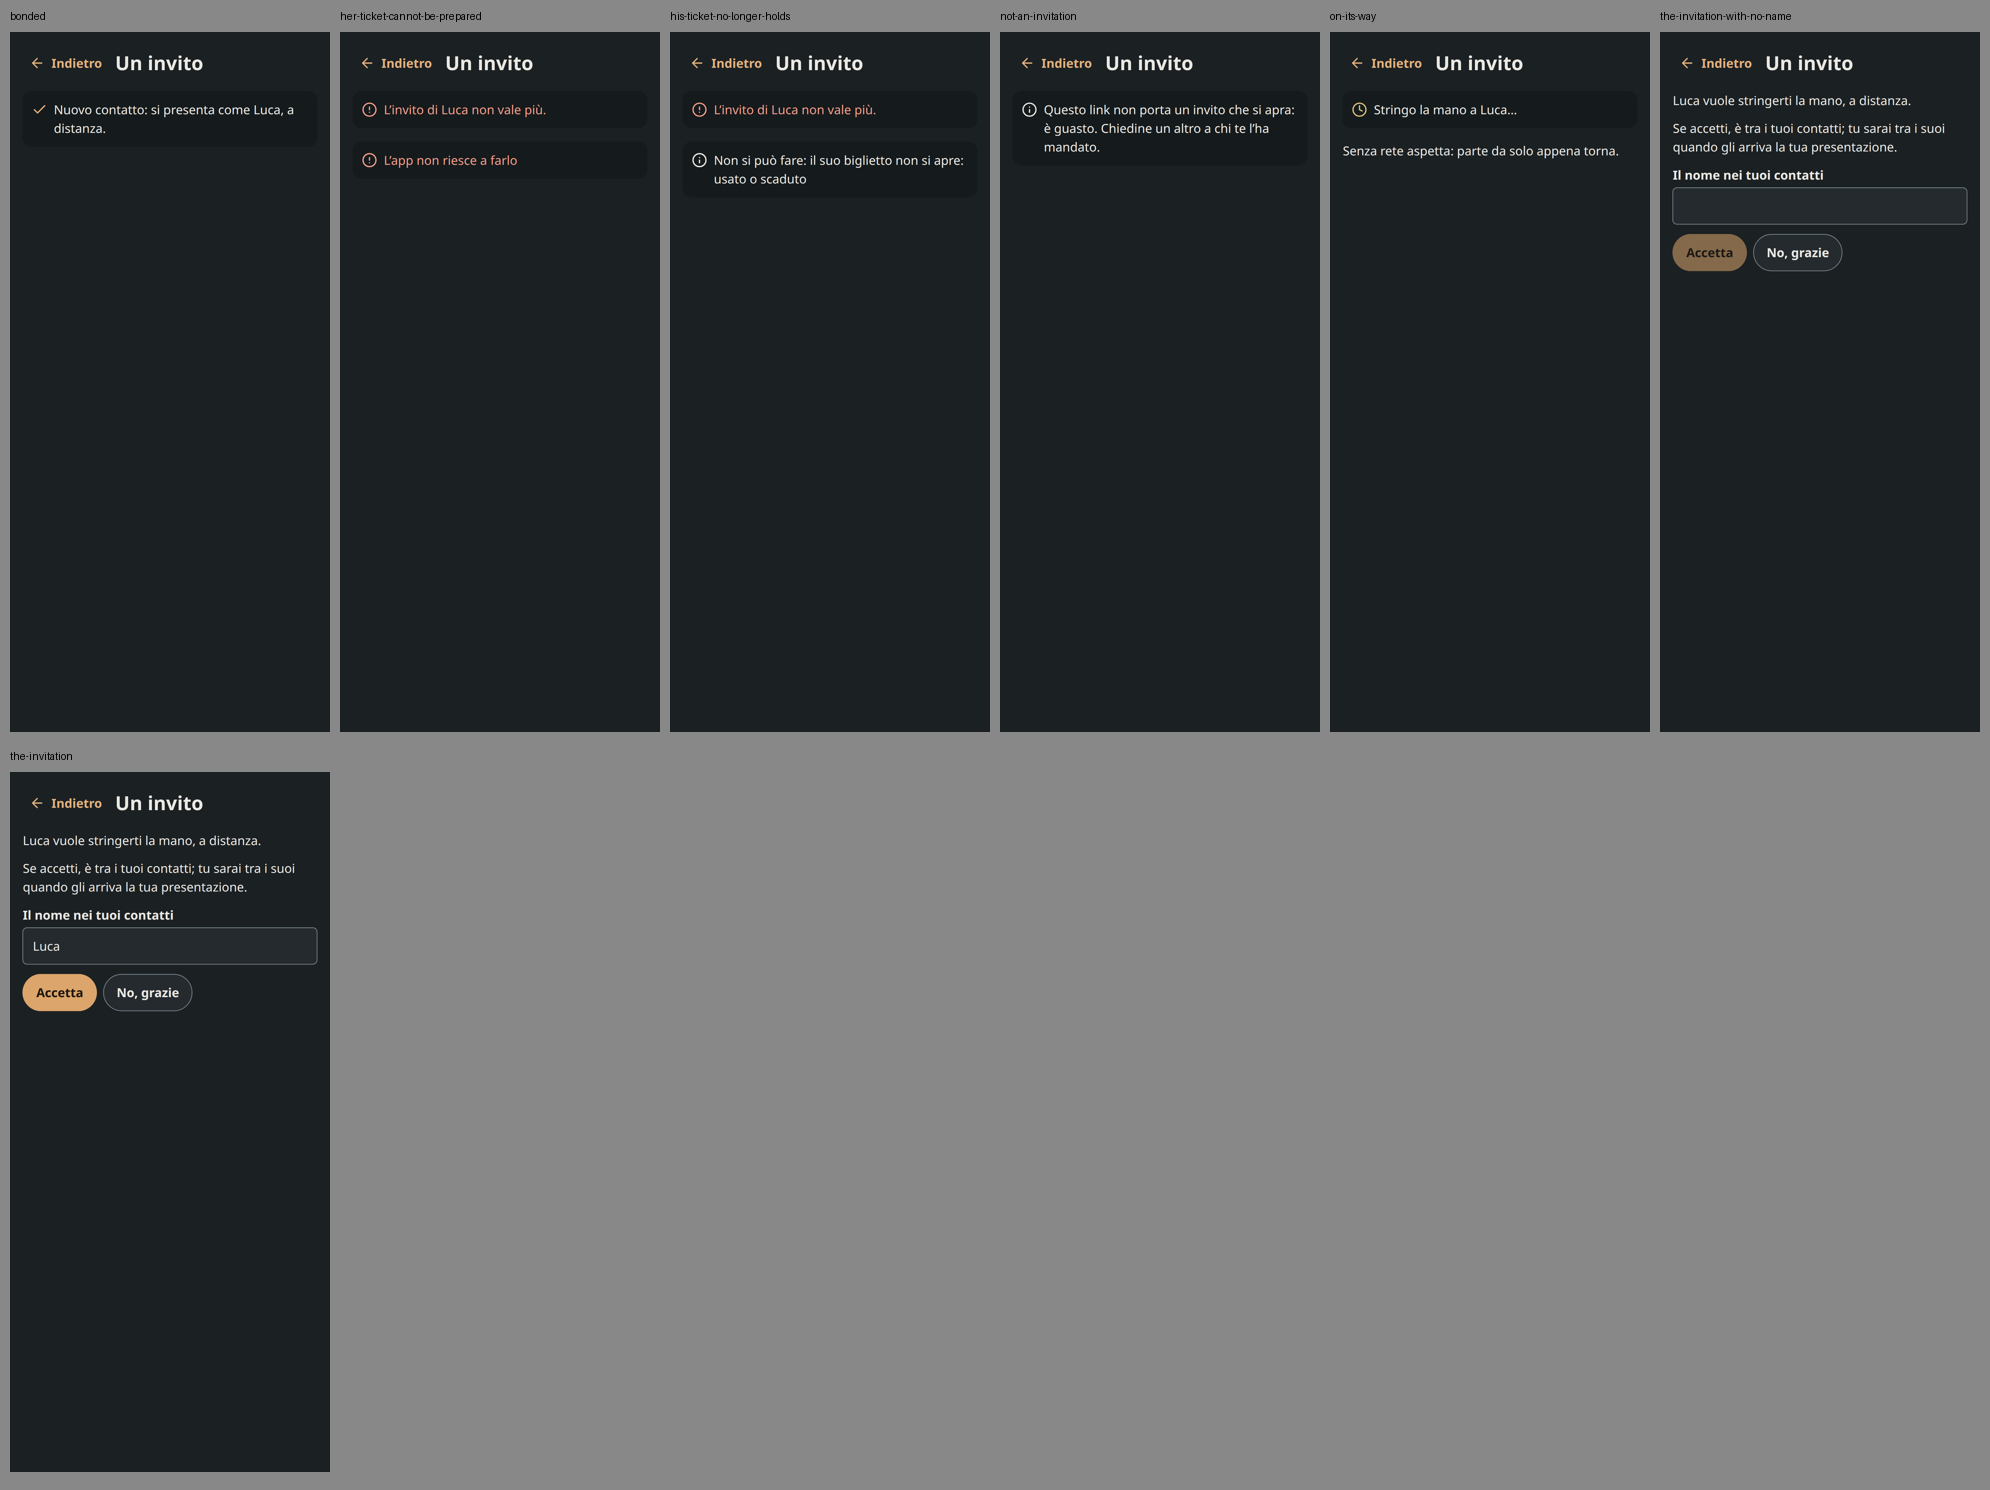 bonded
her-ticket-cannot-be-prepared
his-ticket-no-longer-holds
not-an-invitation
on-its-way
the-invitation-with-no-name
Indietro Un invito
Nuovo contatto: si presenta come Luca, a
distanza.
Indietro Un invito
L’invito di Luca non vale più.
L’app non riesce a farlo
Indietro Un invito
L’invito di Luca non vale più.
Non si può fare: il suo biglietto non si apre:
usato o scaduto
Indietro Un invito
Questo link non porta un invito che si apra:
è guasto. Chiedine un altro a chi te l’ha
mandato.
Indietro Un invito
Stringo la mano a Luca…
Senza rete aspetta: parte da solo appena torna.
Indietro Un invito
Luca vuole stringerti la mano, a distanza.
Se accetti, è tra i tuoi contatti; tu sarai tra i suoi
quando gli arriva la tua presentazione.
Il nome nei tuoi contatti
Accetta No, grazie
the-invitation
Indietro Un invito
Luca vuole stringerti la mano, a distanza.
Se accetti, è tra i tuoi contatti; tu sarai tra i suoi
quando gli arriva la tua presentazione.
Il nome nei tuoi contatti
Luca
Accetta No, grazie